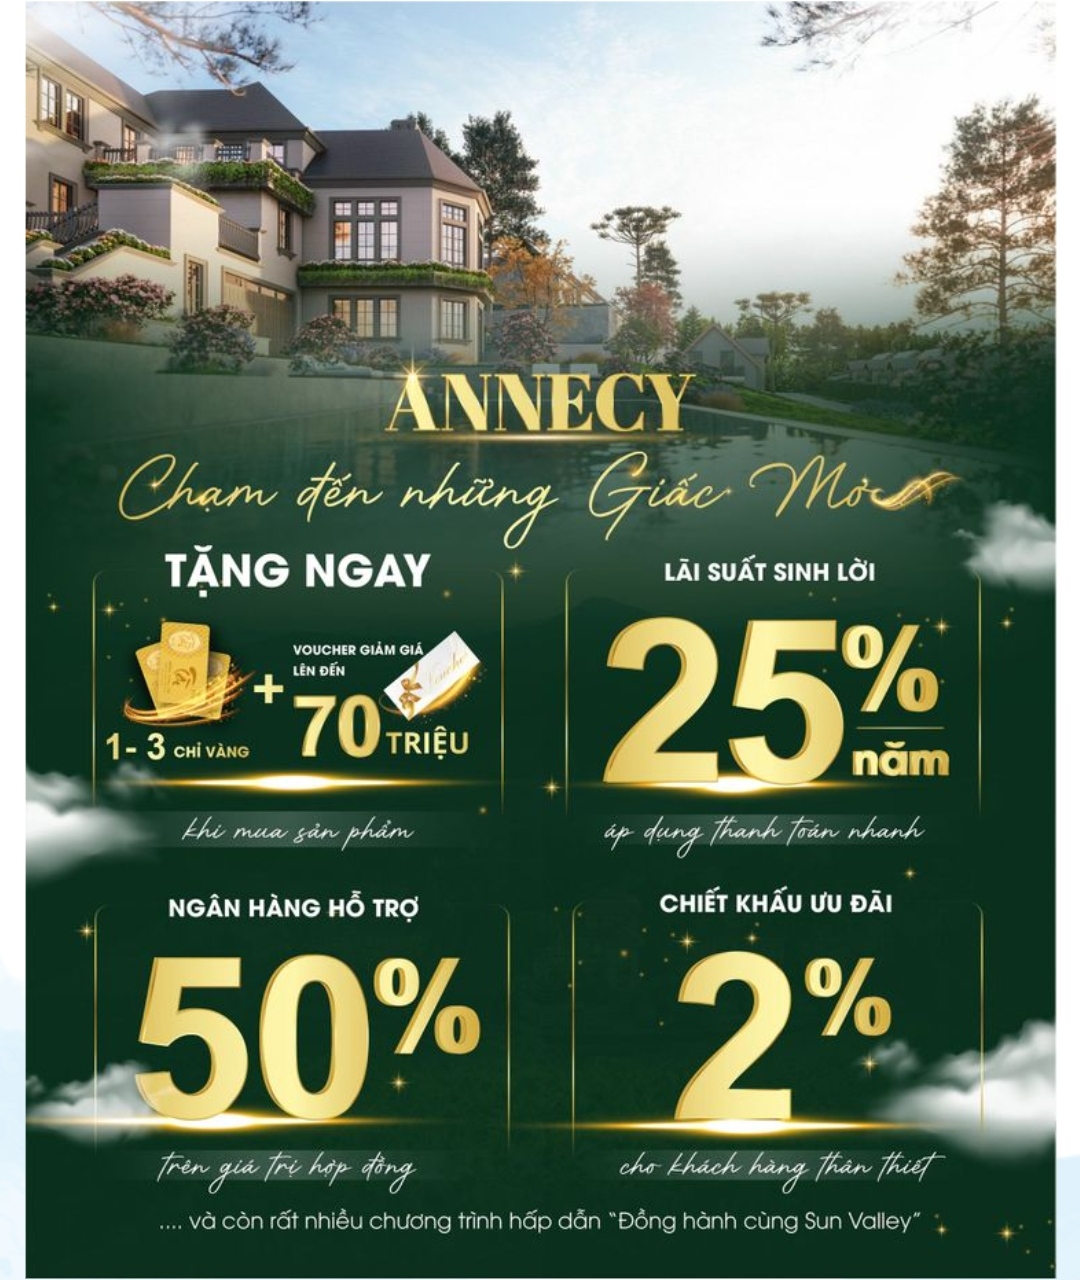 ANNECY
Chạm đến những Giấc Mơ
TẶNG NGAY
1- 3 CHỈ VÀNG
+
VOUCHER GIẢM GIÁ
LÊN ĐẾN
70 TRIỆU
Voucher
khi mua sản phẩm
LÃI SUẤT SINH LỜI
25%
năm
áp dụng thanh toán nhanh
NGÂN HÀNG HỖ TRỢ
50%
trên giá trị hợp đồng
CHIẾT KHẤU ƯU ĐÃI
2%
cho khách hàng thân thiết
.... và còn rất nhiều chương trình hấp dẫn “Đồng hành cùng Sun Valley”